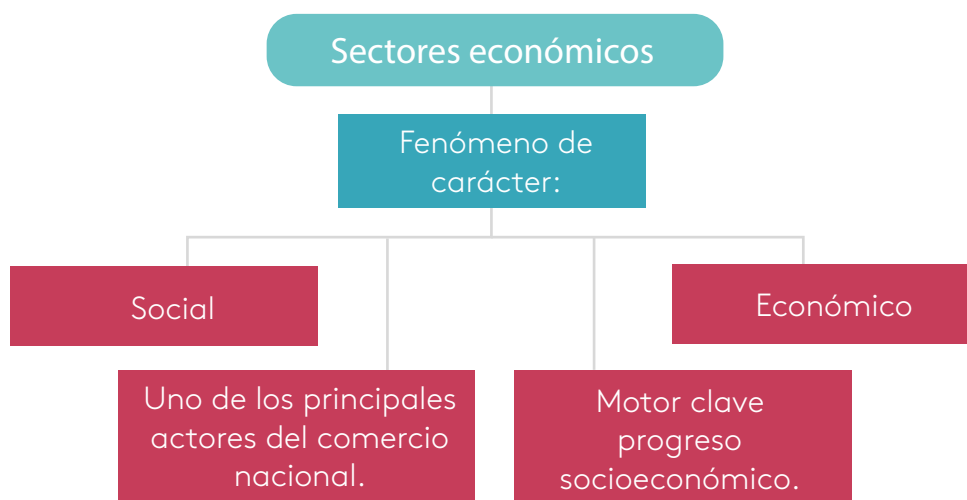 Sectores económicos
Fenómeno de
carácter:
Social
Económico
Uno de los principales
actores del comercio
nacional.
Motor clave
progreso
socioeconómico.